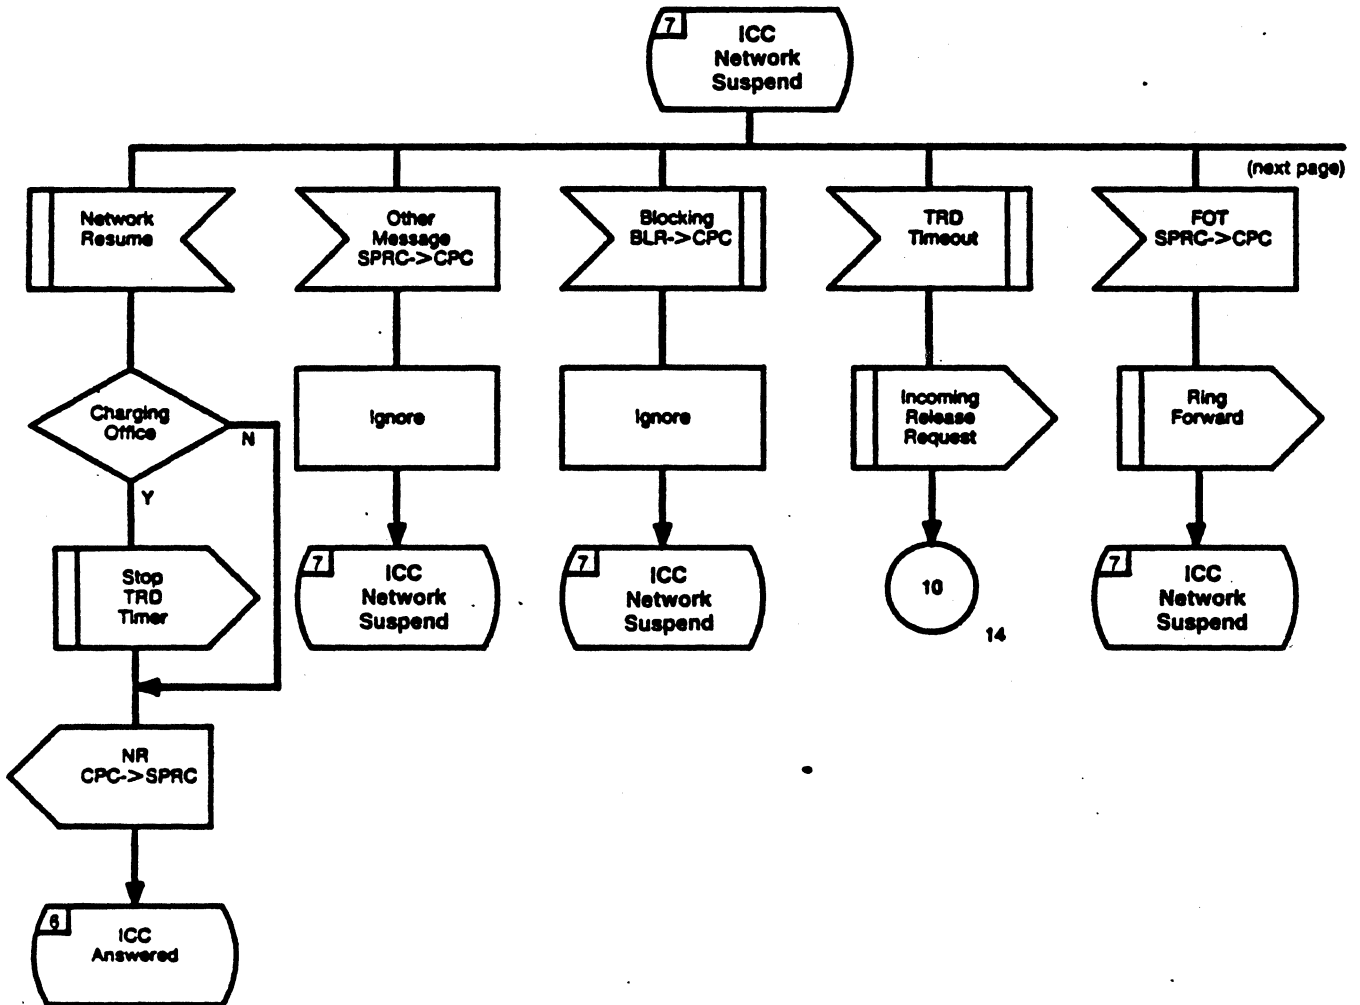 7
ICC
Network
Suspend
(next page)
Network
Resume
Other
Message
SPRC->CPC
Blocking
BLR->CPC
TRD
Timeout
FOT
SPRC->CPC
Charging
Office
N
Y
Ignore
Ignore
Incoming
Release
Request
Ring
Forward
Stop
TRD
Timer
7
ICC
Network
Suspend
7
ICC
Network
Suspend
10
14
7
ICC
Network
Suspend
NR
CPC->SPRC
6
ICC
Answered